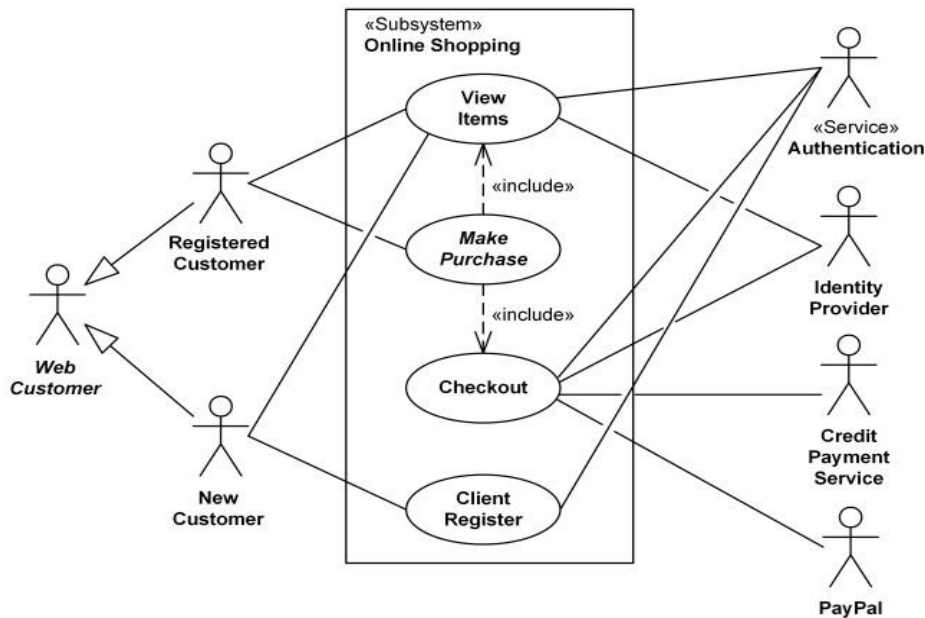 «Subsystem»
Online Shopping
View
Items
«Service»
Authentication
«include»
Registered
Customer
Make
Purchase
Identity
Provider
«include»
Web
Customer
Checkout
Credit
Payment
Service
New
Customer
Client
Register
PayPal